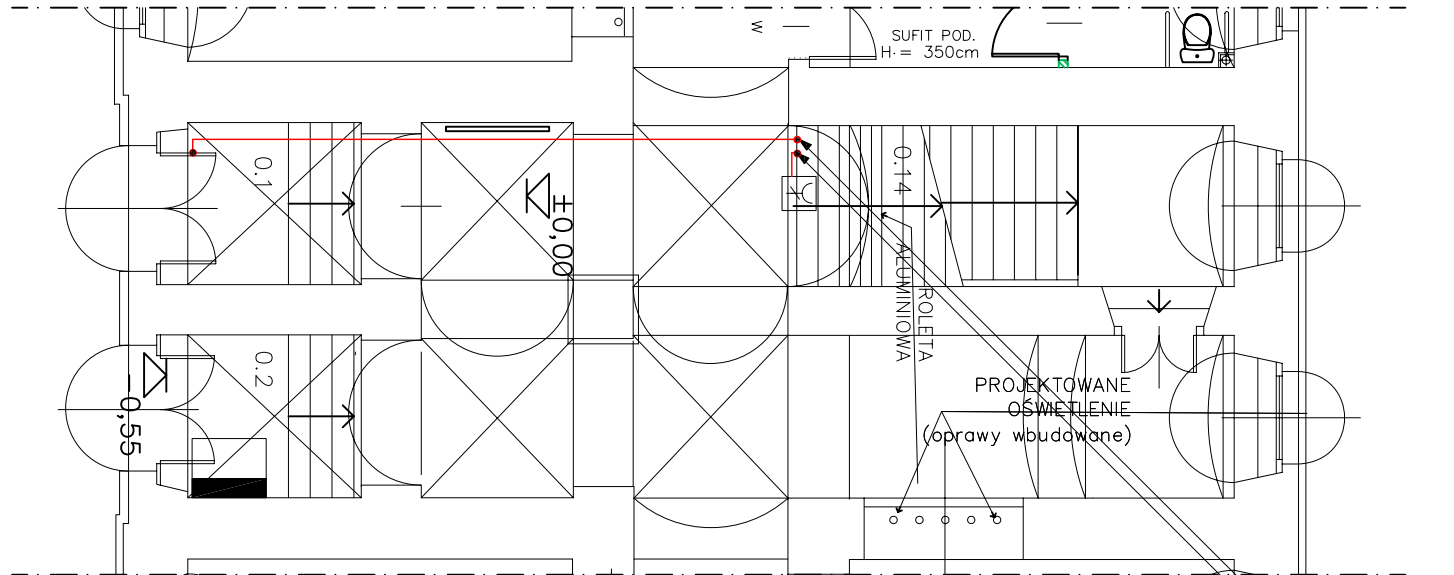 W
SUFIT POD.
H·= 350cm
0.1
±0,00
0.14
ROLETA
ALUMINIOWA
0.2
-0,55
PROJEKTOWANE
OŚWIETLENIE
(oprawy wbudowane)